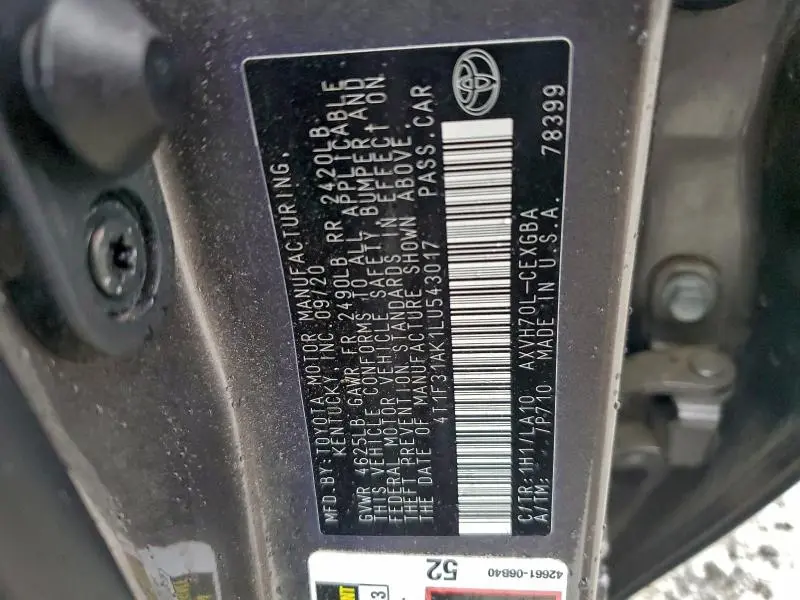 MFD.BY:TOYOTA MOTOR MANUFACTURING,
KENTUCKY, INC. 09/20
GVWR 4625LB GAWR FR 2490LB RR 2420LB
THIS VEHICLE CONFORMS TO ALL APPLICABLE
FEDERAL MOTOR VEHICLE SAFETY, BUMPER, AND
THEFT PREVENTION STANDARDS IN EFFECT ON
THE DATE OF MANUFACTURE SHOWN ABOVE.
4T1F31AK1LU543017 PASS.CAR
C/TR:1H1/LA10 AXVH70L-CEXGBA
A/TM: /P710 MADE IN U.S.A. 78399
52
42661-06B40